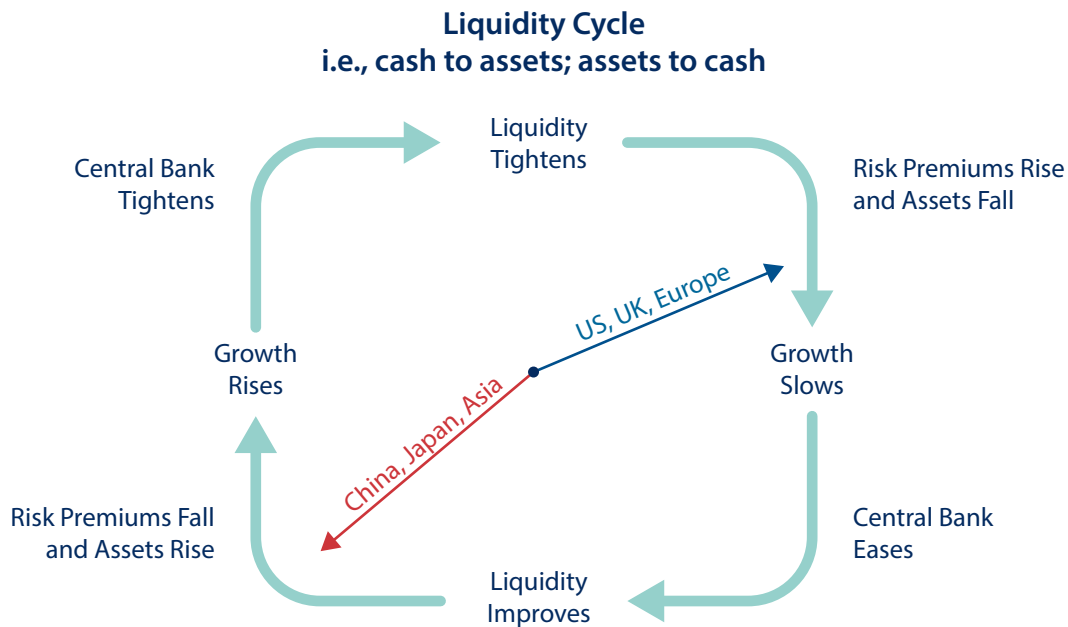 Liquidity Cycle
i.e., cash to assets; assets to cash
Liquidity
Tightens
Central Bank
Tightens
Risk Premiums Rise
and Assets Fall
US, UK, Europe
Growth
Rises
Growth
Slows
China, Japan, Asia
Risk Premiums Fall
and Assets Rise
Central Bank
Eases
Liquidity
Improves